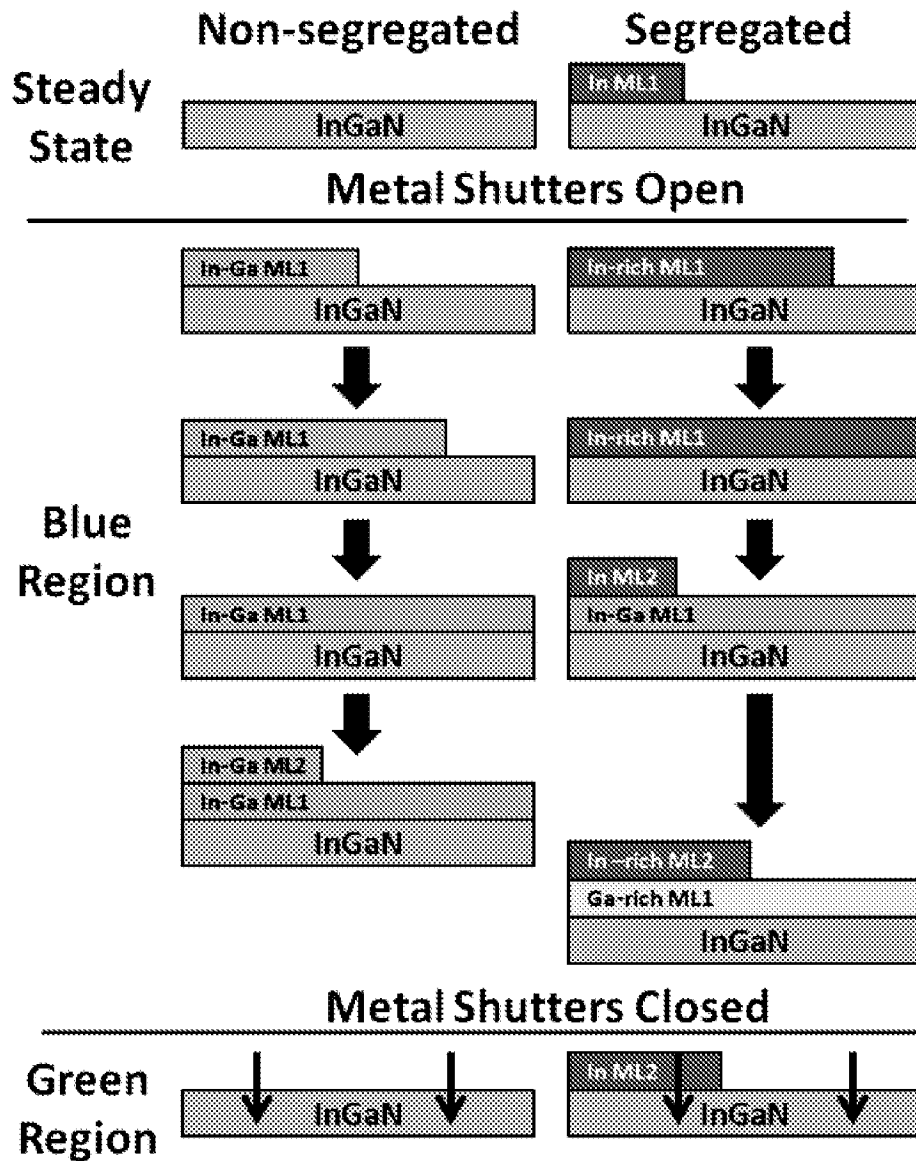 Non-segregated Segregated
Steady State
In ML1
InGaN InGaN
Metal Shutters Open
In-Ga ML1 In-rich ML1
InGaN InGaN
In-Ga ML1 In-rich ML1
InGaN InGaN
Blue Region
In ML2
In-Ga ML1 In-Ga ML1
InGaN InGaN
In-Ga ML2
In-Ga ML1
InGaN
In-rich ML2
Ga-rich ML1
InGaN
Metal Shutters Closed
Green Region
In ML2
InGaN InGaN